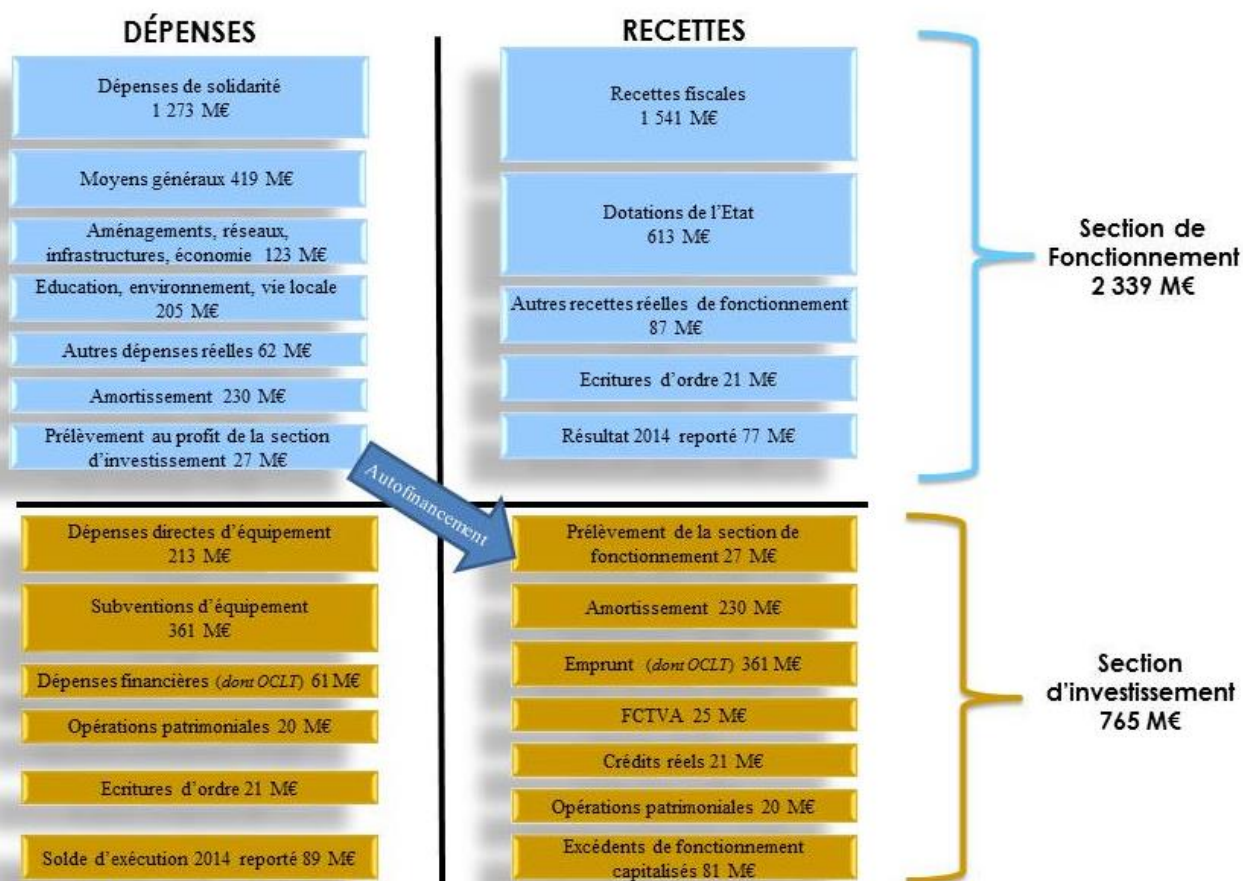 DÉPENSES
Dépenses de solidarité
1 273 M€
Moyens généraux 419 M€
Aménagements, réseaux,
infrastructures, économie 123 M€
Education, environnement, vie locale
205 M€
Autres dépenses réelles 62 M€
Amortissement 230 M€
Prélèvement au profit de la section
d'investissement 27 M€
RECETTES
Recettes fiscales
1 541 M€
Dotations de l'Etat
613 M€
Autres recettes réelles de fonctionnement
87 M€
Ecritures d'ordre 21 M€
Résultat 2014 reporté 77 M€
Section de
Fonctionnement
2 339 M€
Autofinancement
Dépenses directes d'équipement
213 M€
Subventions d'équipement
361 M€
Dépenses financières (dont OCLT) 61 M€
Opérations patrimoniales 20 M€
Ecritures d'ordre 21 M€
Solde d'exécution 2014 reporté 89 M€
Prélèvement de la section de
fonctionnement 27 M€
Amortissement 230 M€
Emprunt (dont OCLT) 361 M€
FCTVA 25 M€
Crédits réels 21 M€
Opérations patrimoniales 20 M€
Excédents de fonctionnement
capitalisés 81 M€
Section
d'investissement
765 M€